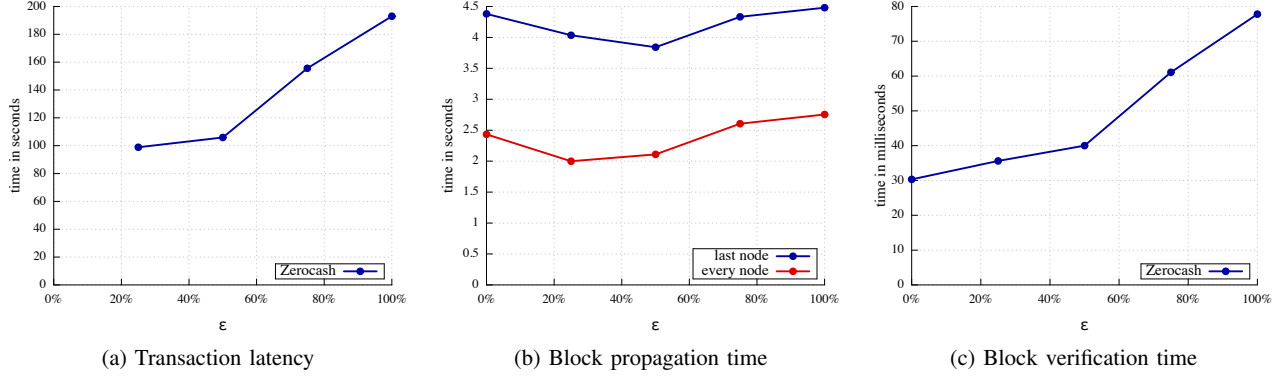 200
180
160
140
120
100
80
60
40
20
0
time in seconds
Zerocash
0% 20% 40% 60% 80% 100%
ε
(a) Transaction latency
4.5
4
3.5
3
2.5
2
1.5
1
0.5
0
time in seconds
last node
every node
0% 20% 40% 60% 80% 100%
ε
(b) Block propagation time
80
70
60
50
40
30
20
10
0
time in milliseconds
Zerocash
0% 20% 40% 60% 80% 100%
ε
(c) Block verification time